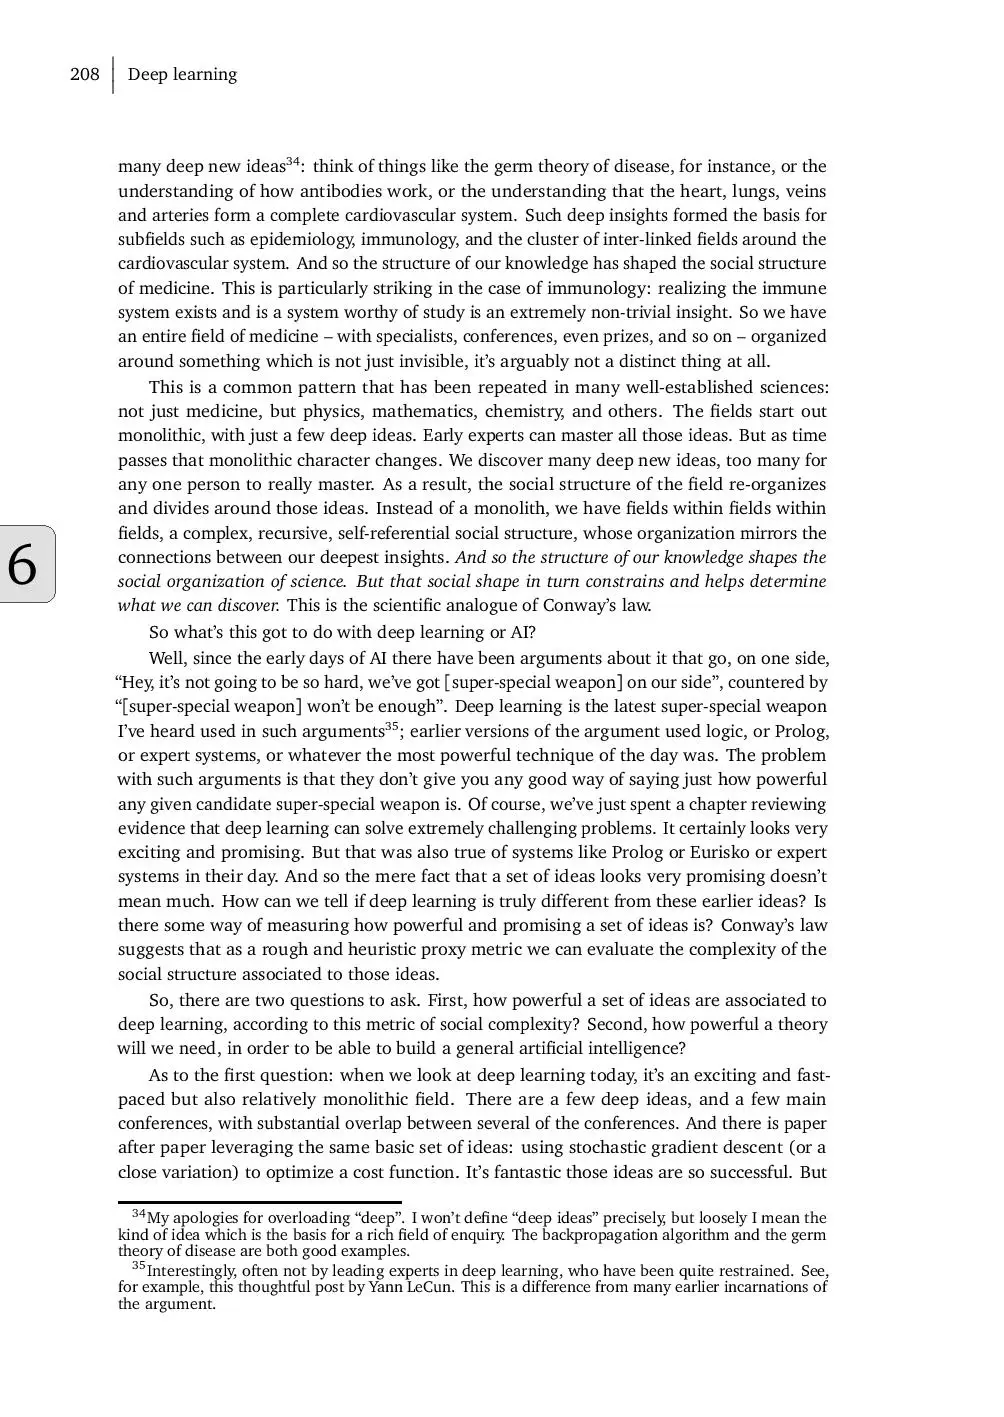 208 Deep learning
many deep new ideas34: think of things like the germ theory of disease, for instance, or the
understanding of how antibodies work, or the understanding that the heart, lungs, veins
and arteries form a complete cardiovascular system. Such deep insights formed the basis for
subfields such as epidemiology, immunology, and the cluster of inter-linked fields around the
cardiovascular system. And so the structure of our knowledge has shaped the social structure
of medicine. This is particularly striking in the case of immunology: realizing the immune
system exists and is a system worthy of study is an extremely non-trivial insight. So we have
an entire field of medicine – with specialists, conferences, even prizes, and so on – organized
around something which is not just invisible, it's arguably not a distinct thing at all.
This is a common pattern that has been repeated in many well-established sciences:
not just medicine, but physics, mathematics, chemistry, and others. The fields start out
monolithic, with just a few deep ideas. Early experts can master all those ideas. But as time
passes that monolithic character changes. We discover many deep new ideas, too many for
any one person to really master. As a result, the social structure of the field re-organizes
and divides around those ideas. Instead of a monolith, we have fields within fields within
fields, a complex, recursive, self-referential social structure, whose organization mirrors the
connections between our deepest insights. And so the structure of our knowledge shapes the
social organization of science. But that social shape in turn constrains and helps determine
what we can discover. This is the scientific analogue of Conway's law.
6
So what's this got to do with deep learning or AI?
Well, since the early days of AI there have been arguments about it that go, on one side,
“Hey, it's not going to be so hard, we've got [super-special weapon] on our side”, countered by
“[super-special weapon] won't be enough”. Deep learning is the latest super-special weapon
I've heard used in such arguments35; earlier versions of the argument used logic, or Prolog,
or expert systems, or whatever the most powerful technique of the day was. The problem
with such arguments is that they don't give you any good way of saying just how powerful
any given candidate super-special weapon is. Of course, we've just spent a chapter reviewing
evidence that deep learning can solve extremely challenging problems. It certainly looks very
exciting and promising. But that was also true of systems like Prolog or Eurisko or expert
systems in their day. And so the mere fact that a set of ideas looks very promising doesn't
mean much. How can we tell if deep learning is truly different from these earlier ideas? Is
there some way of measuring how powerful and promising a set of ideas is? Conway's law
suggests that as a rough and heuristic proxy metric we can evaluate the complexity of the
social structure associated to those ideas.
So, there are two questions to ask. First, how powerful a set of ideas are associated to
deep learning, according to this metric of social complexity? Second, how powerful a theory
will we need, in order to be able to build a general artificial intelligence?
As to the first question: when we look at deep learning today, it's an exciting and fast-
paced but also relatively monolithic field. There are a few deep ideas, and a few main
conferences, with substantial overlap between several of the conferences. And there is paper
after paper leveraging the same basic set of ideas: using stochastic gradient descent (or a
close variation) to optimize a cost function. It's fantastic those ideas are so successful. But
34My apologies for overloading “deep”. I won't define “deep ideas” precisely, but loosely I mean the
kind of idea which is the basis for a rich field of enquiry. The backpropagation algorithm and the germ
theory of disease are both good examples.
35Interestingly, often not by leading experts in deep learning, who have been quite restrained. See,
for example, this thoughtful post by Yann LeCun. This is a difference from many earlier incarnations of
the argument.